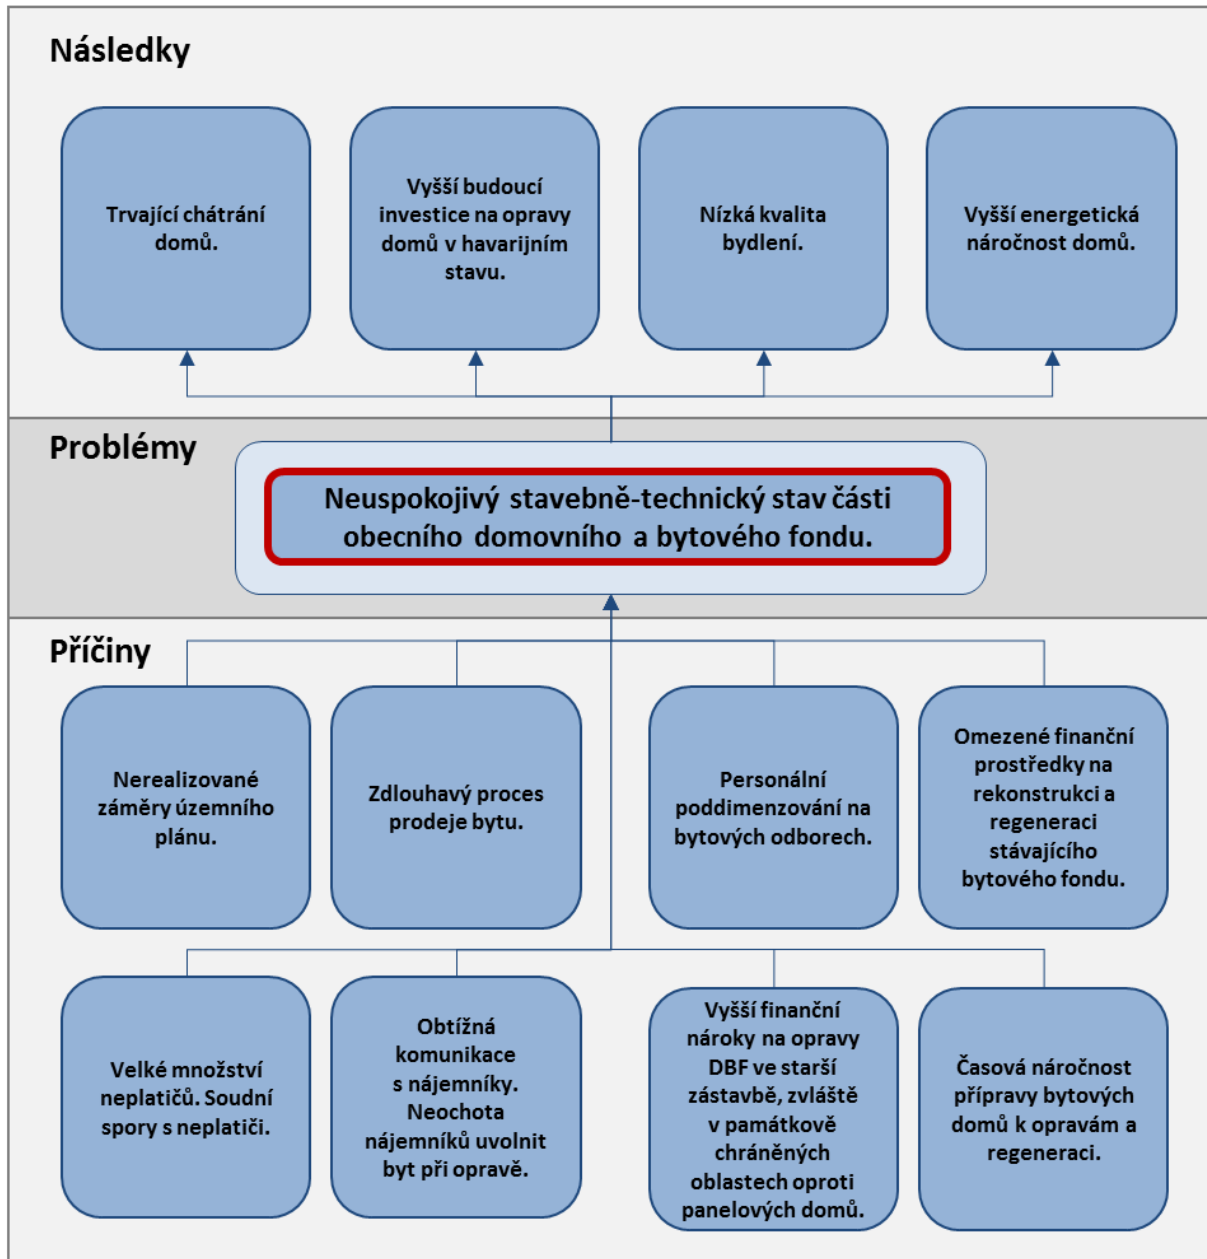 Následky
Trvající chátrání
domů.
Vyšší budoucí
investice na opravy
domů v havarijním
stavu.
Nízká kvalita
bydlení.
Vyšší energetická
náročnost domů.
Problémy
Neuspokojivý stavebně-technický stav části
obecního domovního a bytového fondu.
Příčiny
Nerealizované
záměry územního
plánu.
Zdlouhavý proces
prodeje bytu.
Personální
poddimenzování na
bytových odborech.
Omezené finanční
prostředky na
rekonstrukci a
regeneraci
stávajícího
bytového fondu.
Velké množství
neplatičů. Soudní
spory s neplatiči.
Obtížná
komunikace
s nájemníky.
Neochota
nájemníků uvolnit
byt při opravě.
Vyšší finanční
nároky na opravy
DBF ve starší
zástavbě, zvláště
v památkově
chráněných
oblastech oproti
panelových domů.
Časová náročnost
přípravy bytových
domů k opravám a
regeneraci.